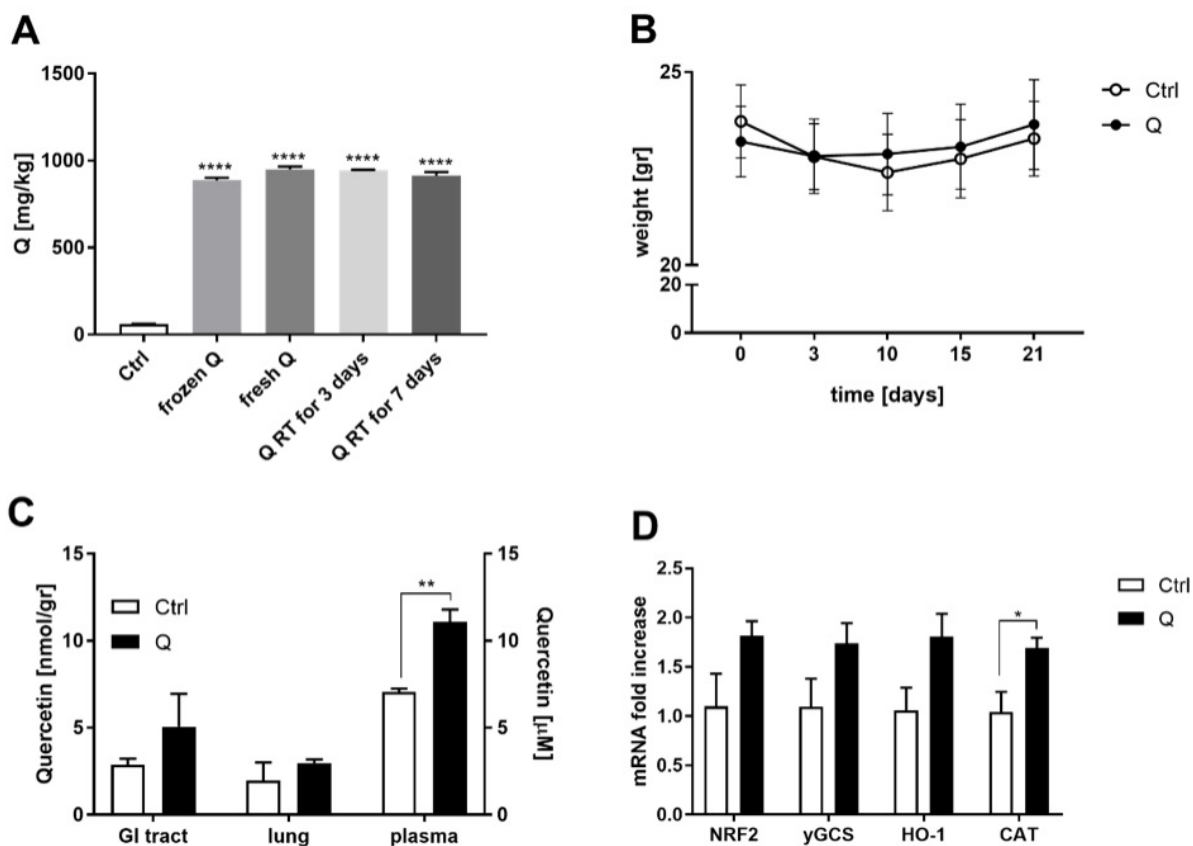 A
Q [mg/kg]
1500
1000
500
0
****
****
****
****
Ctrl
frozen Q
fresh Q
Q RT for 3 days
Q RT for 7 days
B
weight [gr]
25
20
20
0
0 3 10 15 21
time [days]
Ctrl
Q
C
Quercetin [nmol/gr]
15
10
5
0
Ctrl
Q
**
15
10
5
0
Quercetin [μM]
GI tract lung plasma
D
mRNA fold increase
2.5
2.0
1.5
1.0
0.5
0.0
*
NRF2 yGCS HO-1 CAT
Ctrl
Q